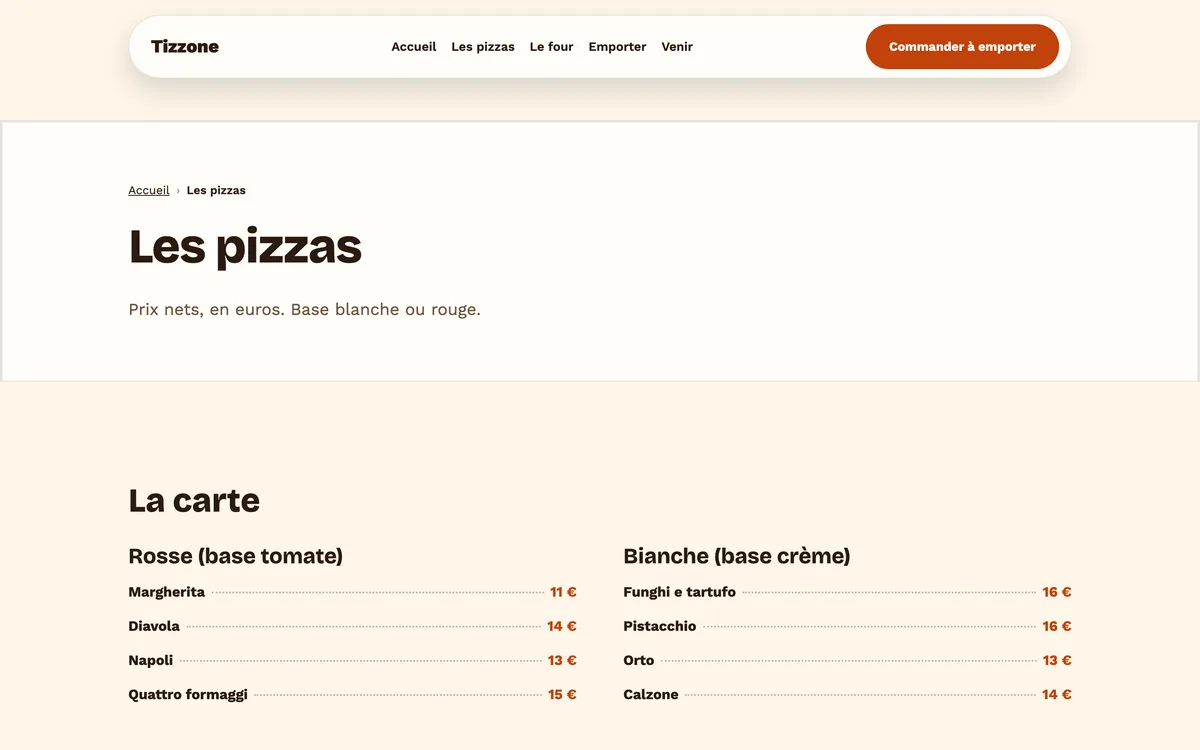 Tizzone
Accueil Les pizzas Le four Emporter Venir
Commander à emporter
Accueil › Les pizzas
Les pizzas
Prix nets, en euros. Base blanche ou rouge.
La carte
Rosse (base tomate)
Margherita 11 €
Diavola 14 €
Napoli 13 €
Quattro formaggi 15 €
Bianche (base crème)
Funghi e tartufo 16 €
Pistacchio 16 €
Orto 13 €
Calzone 14 €